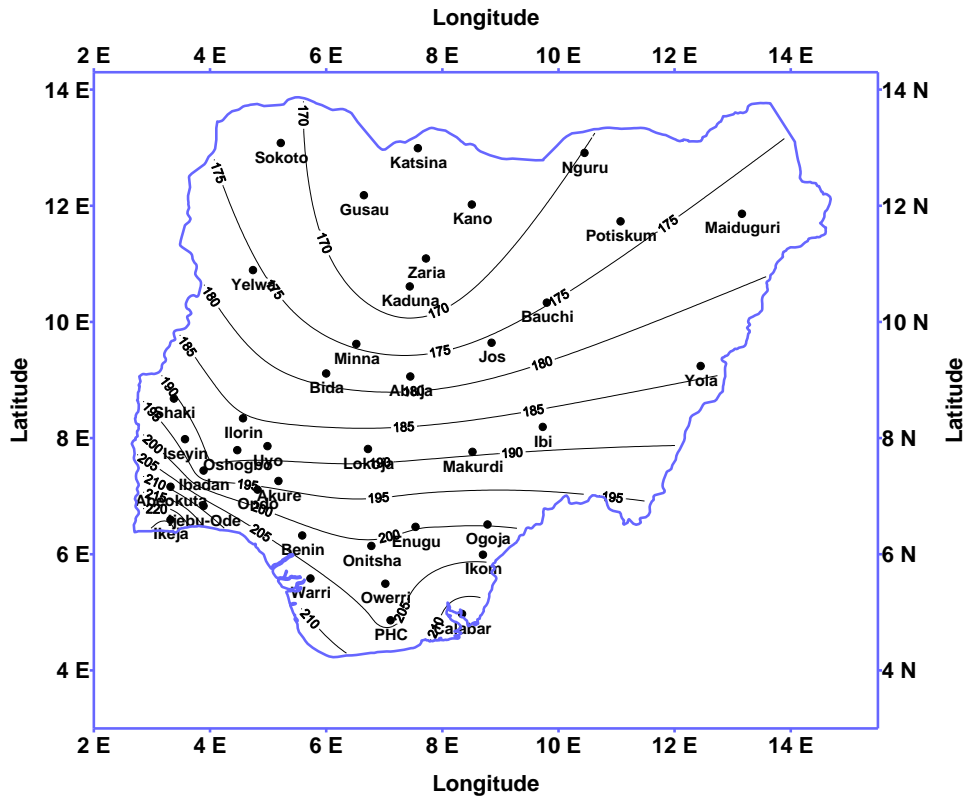 Longitude
2 E 4 E 6 E 8 E 10 E 12 E 14 E
14 N 14 N
170
Sokoto Katsina Nguru
175
Gusau Kano
12 N 12 N
175
Potiskum Maiduguri
170
Zaria
Yelwa 175
Kaduna
180 170 175
Bauchi
10 N 10 N
185 Minna 175 Jos
180
Bida Abuja 180 Yola
190
Shaki 185
195 Ilorin 185
Ibi
8 N 8 N
200 Iseyin Oshogbo Uyo Lokoja 190 Makurdi 190
205 Ibadan 195 Akure 195 195
210 Abeokuta Ondo
215 200
220 Ijebu-Ode
Ikeja 205 200 Enugu Ogoja
6 N 6 N
Benin Onitsha Ikom
Warri Owerri
210 205
PHC 210 Calabar
4 N 4 N
2 E 4 E 6 E 8 E 10 E 12 E 14 E
Longitude
Latitude
Latitude